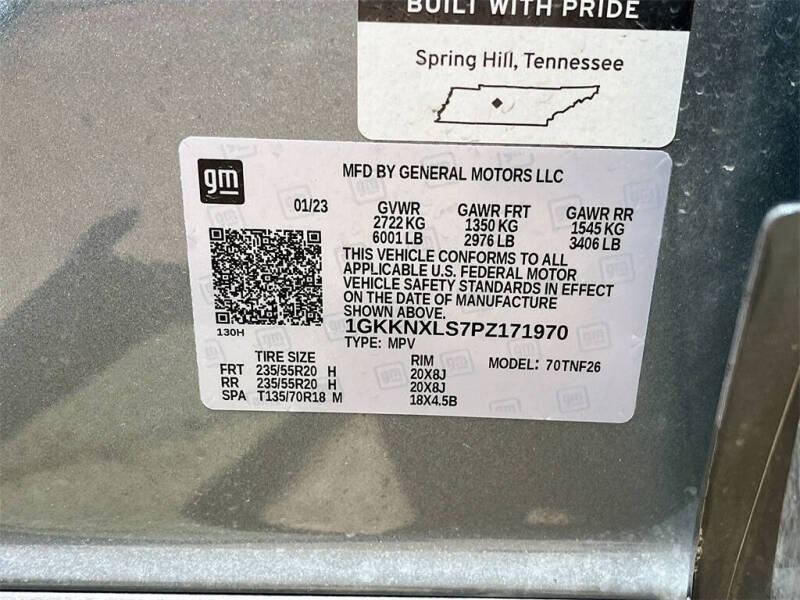 BUILT WITH PRIDE
Spring Hill, Tennessee
gm
MFD BY GENERAL MOTORS LLC
01/23 GVWR GAWR FRT GAWR RR
2722 KG 1350 KG 1545 KG
6001 LB 2976 LB 3406 LB
THIS VEHICLE CONFORMS TO ALL
APPLICABLE U.S. FEDERAL MOTOR
VEHICLE SAFETY STANDARDS IN EFFECT
ON THE DATE OF MANUFACTURE
SHOWN ABOVE.
130H 1GKKNXLS7PZ171970
TYPE: MPV
TIRE SIZE RIM MODEL: 70TNF26
FRT 235/55R20 H 20X8J
RR 235/55R20 H 20X8J
SPA T135/70R18 M 18X4.5B